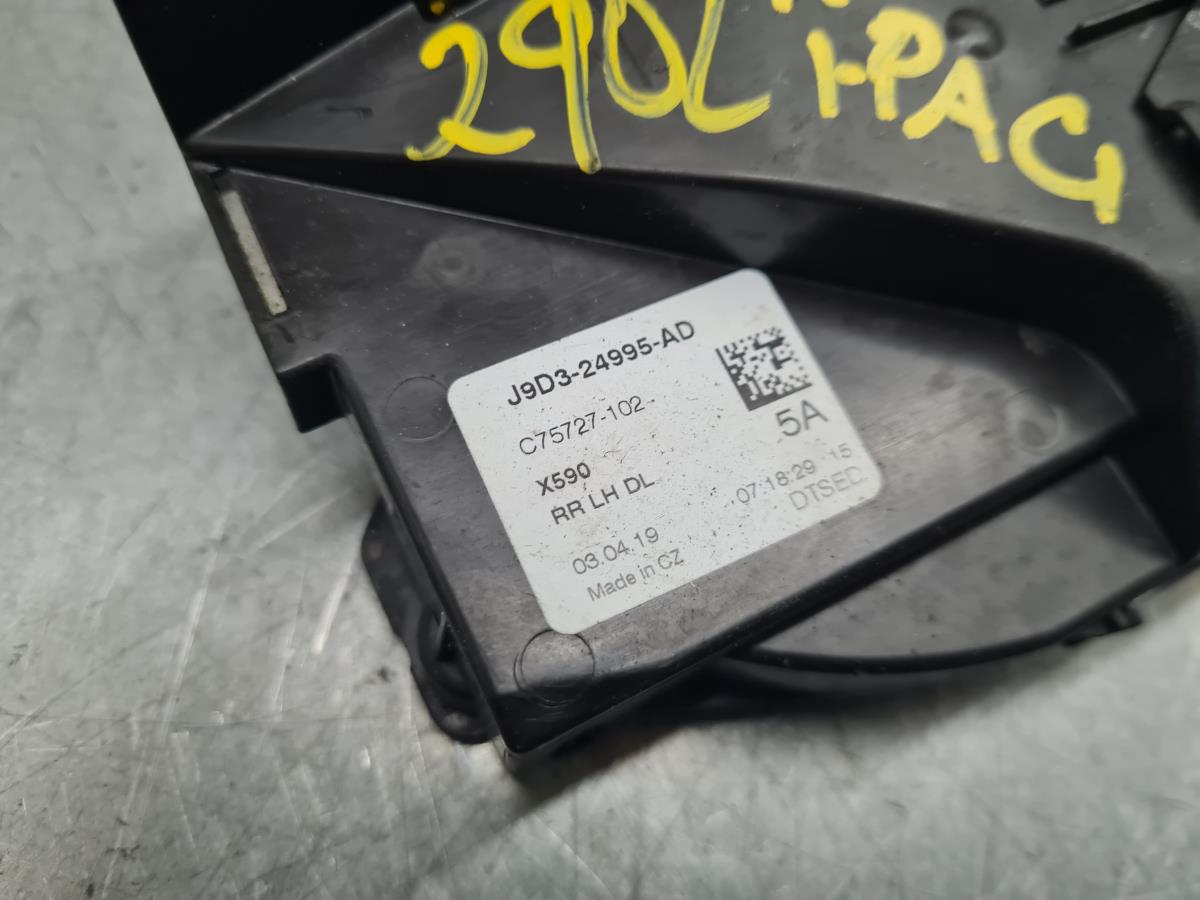 290L
HPAG
J9D3-24995-AD
C75727-102
5A
X590
RR LH DL
07:18:29 15
03.04.19
DTSED
Made in CZ